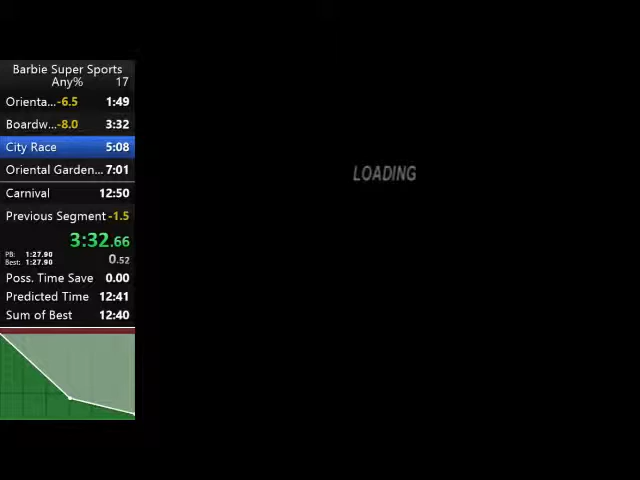 Barbie Super Sports
Any% 17
Orienta... -6.5 1:49
Boardw... -8.0 3:32
City Race 5:08
Oriental Garden... 7:01
Carnival 12:50
Previous Segment -1.5
3:32.66
PB: 1:27.90
Best: 1:27.90 0.52
Poss. Time Save 0.00
Predicted Time 12:41
Sum of Best 12:40
LOADING